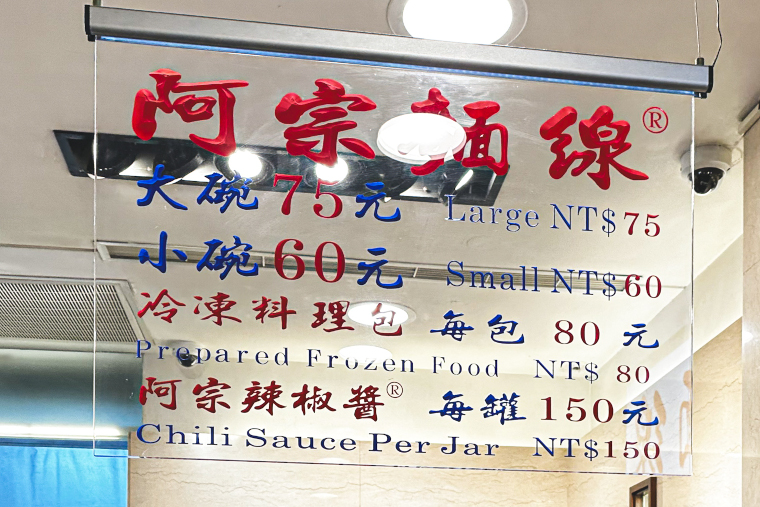 阿宗麵線®
大碗75元 Large NT$75
小碗60元 Small NT$60
冷凍料理包 每包 80 元
Prepared Frozen Food NT$ 80
阿宗辣椒醬® 每罐150元
Chili Sauce Per Jar NT$150